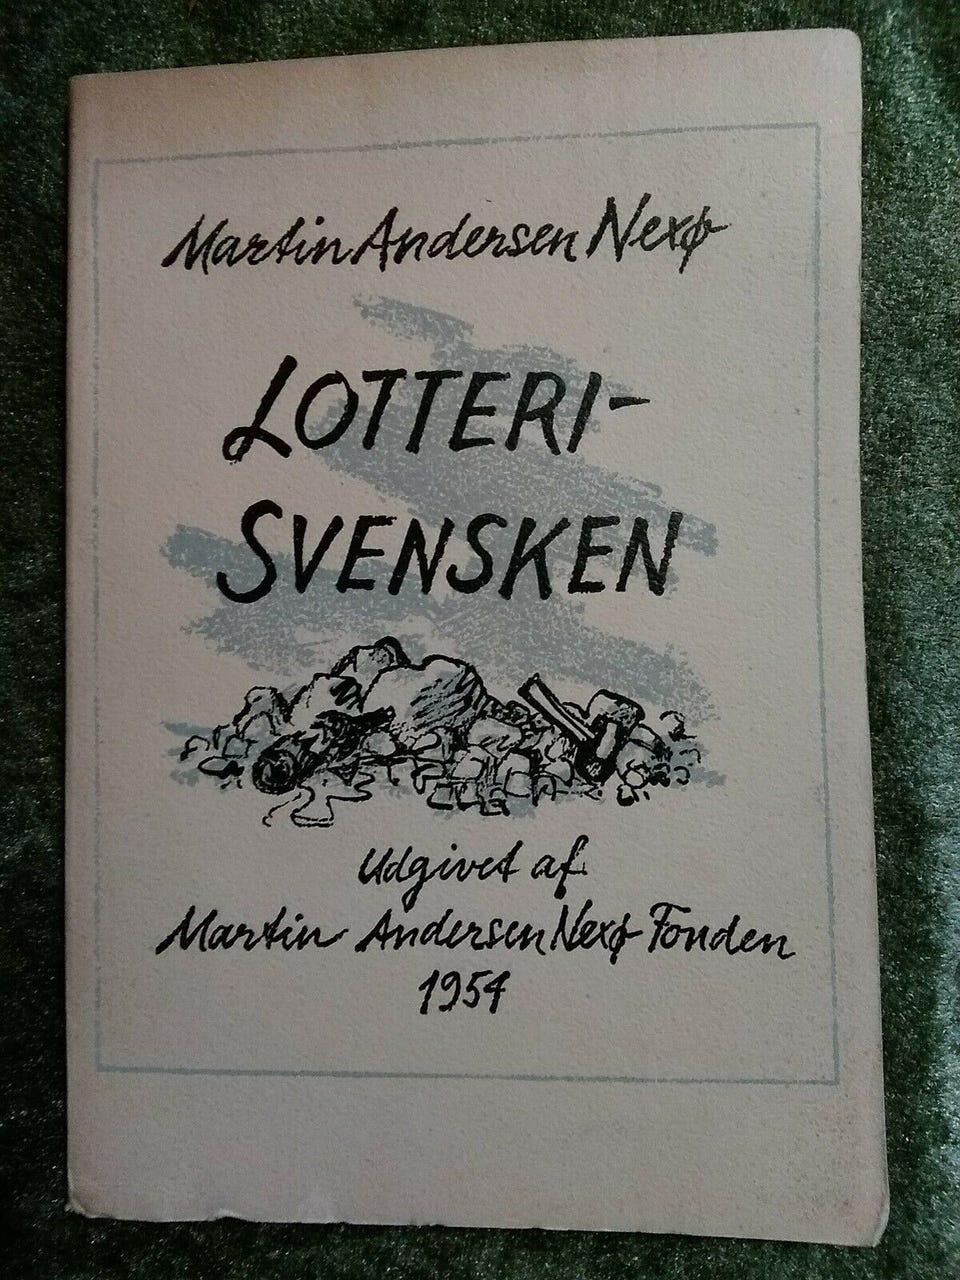 Martin Andersen Nexø
LOTTERI-
SVENSKEN
Udgivet af
Martin Andersen Nexø Fonden
1954